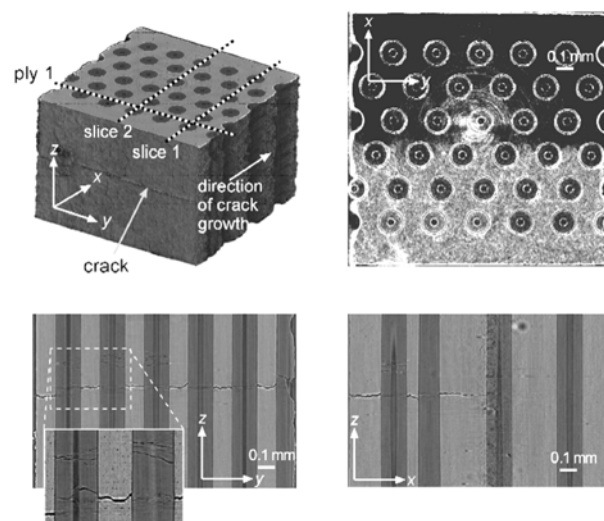 ply 1
slice 2
slice 1
z
x
y
direction
of crack
growth
crack
x
y
0.1 mm
z
y
0.1 mm
z
x
0.1 mm